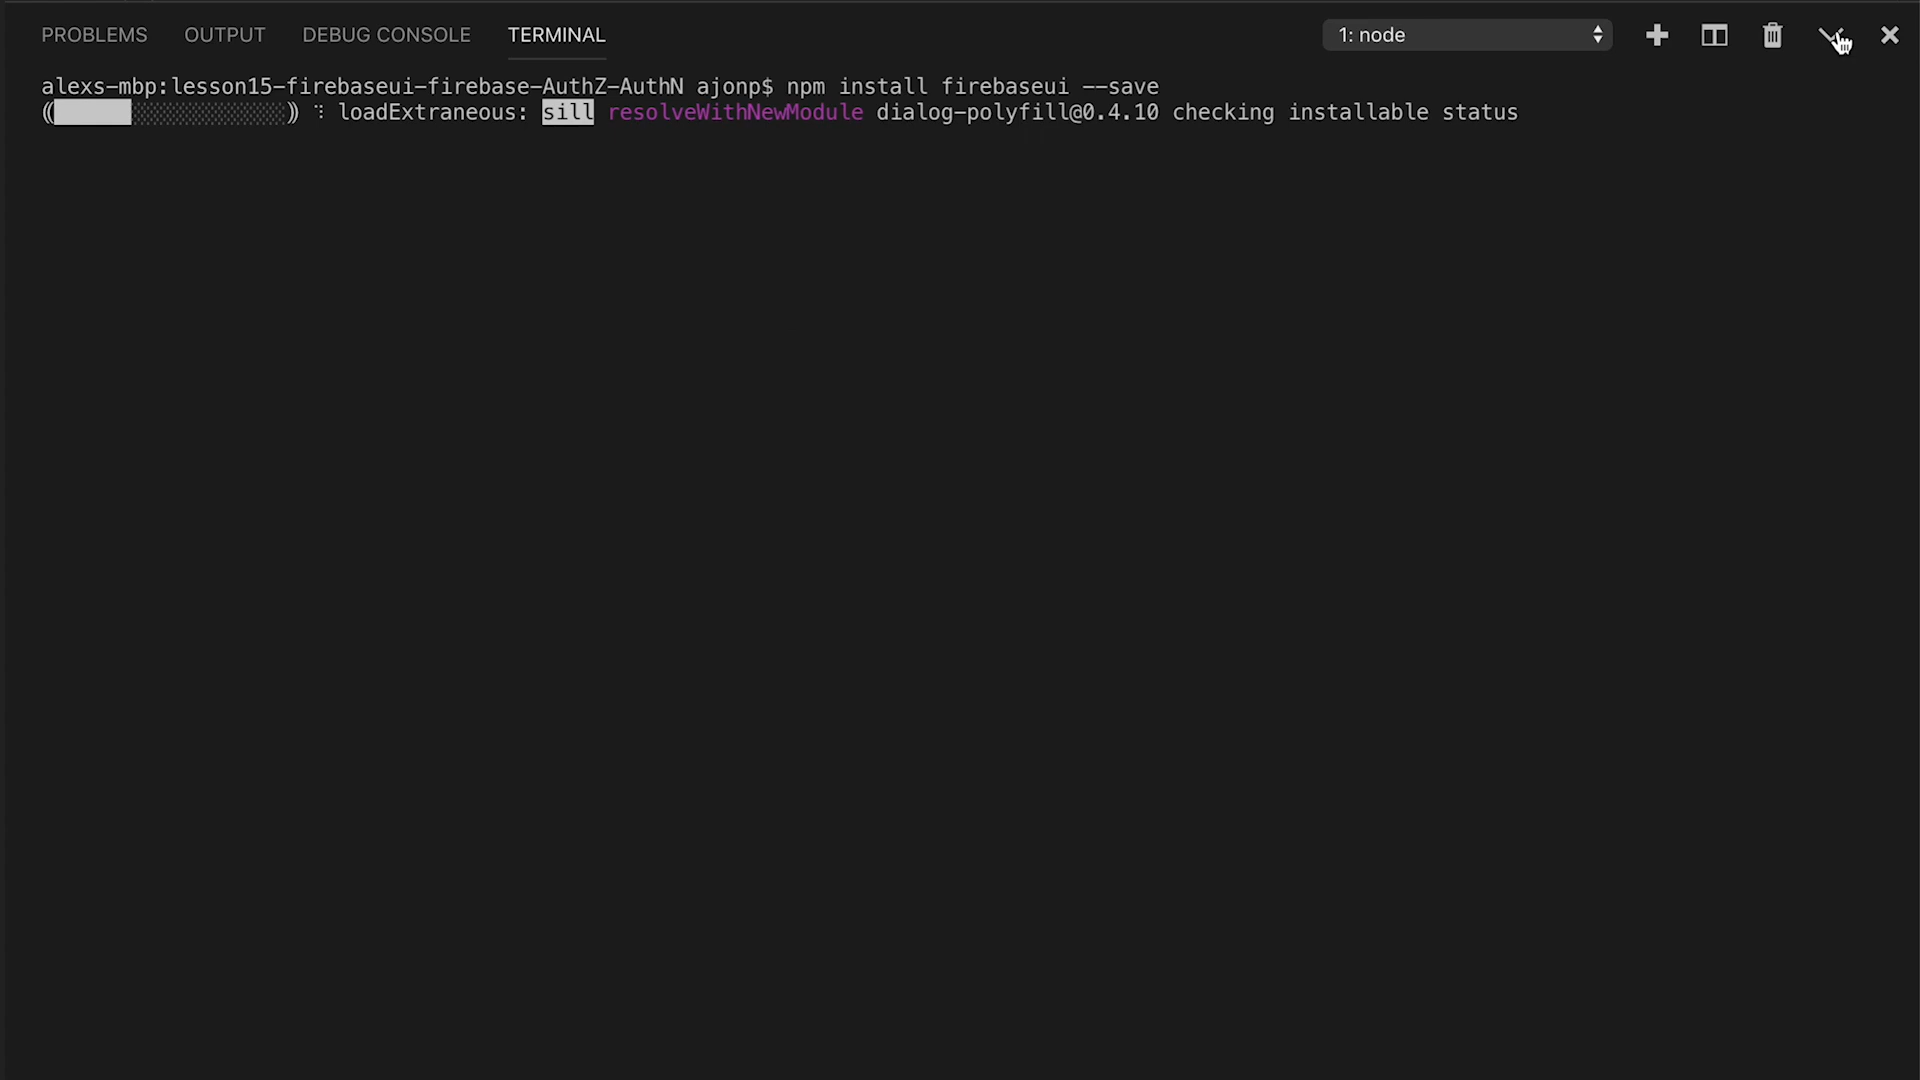 PROBLEMS OUTPUT DEBUG CONSOLE TERMINAL 1: node
alexs-mbp:lesson15-firebaseui-firebase-AuthZ-AuthN ajonp$ npm install firebaseui --save
((░░░░░░░░░░░░)) ⠹ loadExtraneous: sill resolveWithNewModule dialog-polyfill@0.4.10 checking installable status